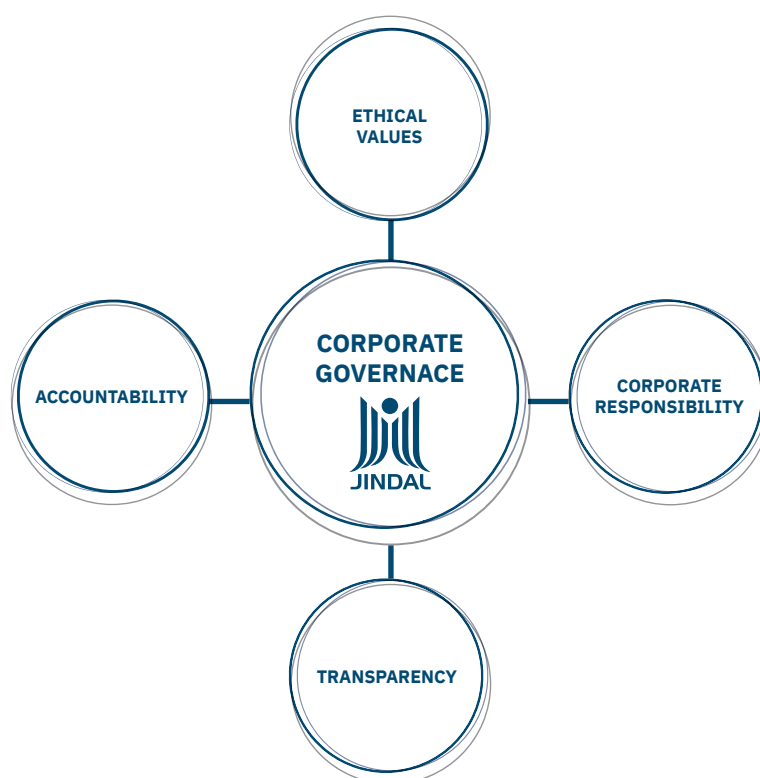 ETHICAL
VALUES
CORPORATE
GOVERNACE
JINDAL
ACCOUNTABILITY
CORPORATE
RESPONSIBILITY
TRANSPARENCY